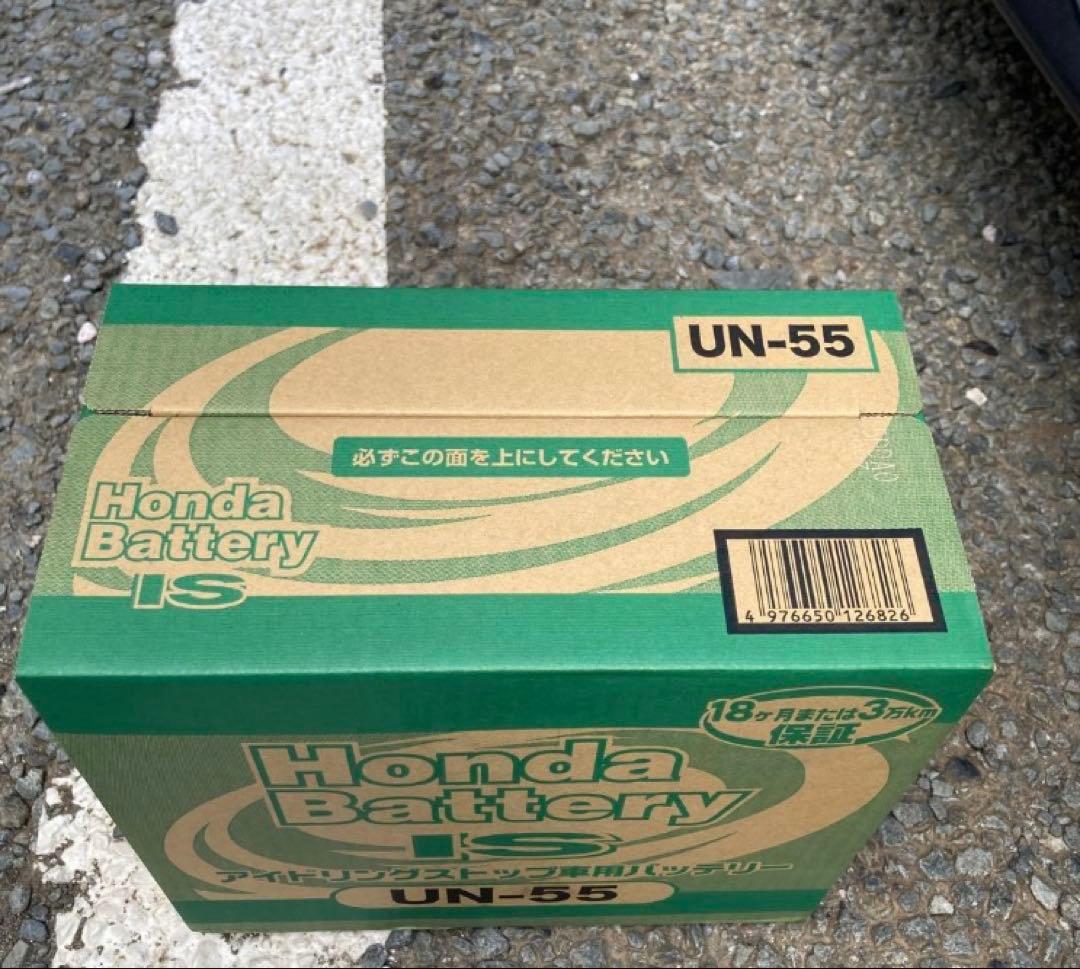 UN-55
必ずこの面を上にしてください
Honda
Battery
IS
4 976650 126826
18ヶ月または3万km
保証
Honda
Battery
IS
アイドリングストップ車用バッテリー
UN-55